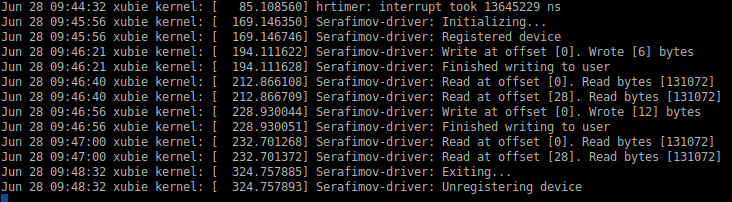 Jun 28 09:44:32 xubie kernel: [   85.108560] hrtimer: interrupt took 13645229 ns
Jun 28 09:45:56 xubie kernel: [  169.146350] Serafimov-driver: Initializing...
Jun 28 09:45:56 xubie kernel: [  169.146746] Serafimov-driver: Registered device
Jun 28 09:46:21 xubie kernel: [  194.111622] Serafimov-driver: Write at offset [0]. Wrote [6] bytes
Jun 28 09:46:21 xubie kernel: [  194.111628] Serafimov-driver: Finished writing to user
Jun 28 09:46:40 xubie kernel: [  212.866108] Serafimov-driver: Read at offset [0]. Read bytes [131072]
Jun 28 09:46:40 xubie kernel: [  212.866709] Serafimov-driver: Read at offset [28]. Read bytes [131072]
Jun 28 09:46:56 xubie kernel: [  228.930044] Serafimov-driver: Write at offset [0]. Wrote [12] bytes
Jun 28 09:46:56 xubie kernel: [  228.930051] Serafimov-driver: Finished writing to user
Jun 28 09:47:00 xubie kernel: [  232.701268] Serafimov-driver: Read at offset [0]. Read bytes [131072]
Jun 28 09:47:00 xubie kernel: [  232.701372] Serafimov-driver: Read at offset [28]. Read bytes [131072]
Jun 28 09:48:32 xubie kernel: [  324.757885] Serafimov-driver: Exiting...
Jun 28 09:48:32 xubie kernel: [  324.757893] Serafimov-driver: Unregistering device